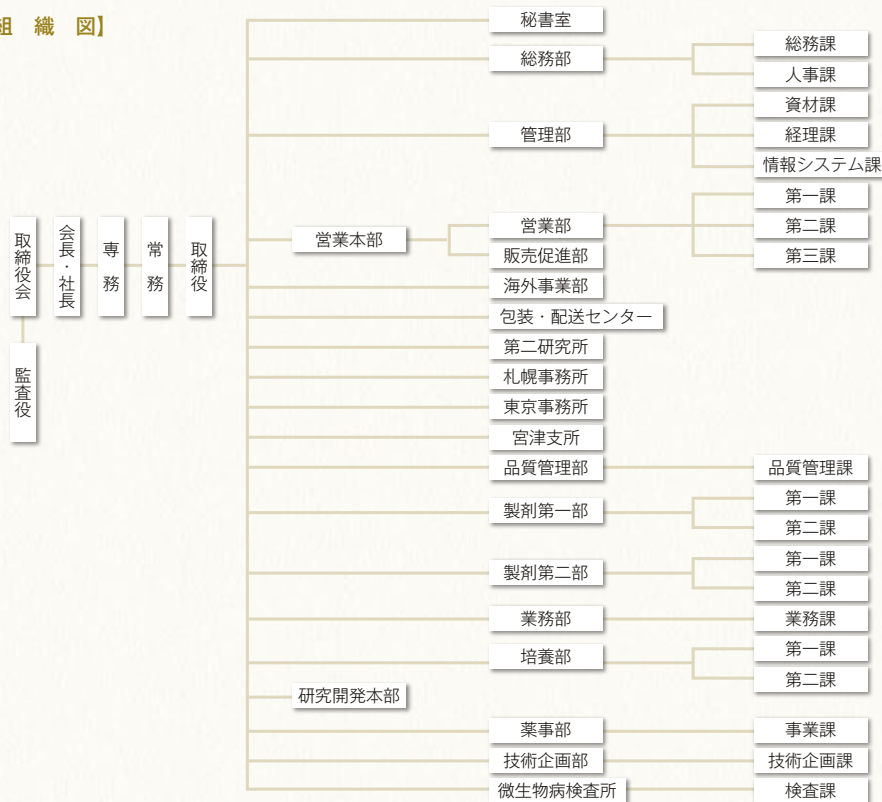 組 織 図】
秘書室
総務部
総務課
人事課
管理部
資材課
経理課
情報システム課
取締役会
会長・社長
専務
常務
取締役
監査役
営業本部
営業部
第一課
第二課
第三課
販売促進部
海外事業部
包装・配送センター
第二研究所
札幌事務所
東京事務所
宮津支所
品質管理部
品質管理課
製剤第一部
第一課
第二課
製剤第二部
第一課
第二課
業務部
業務課
培養部
第一課
第二課
研究開発本部
薬事部
事業課
技術企画部
技術企画課
微生物病検査所
検査課